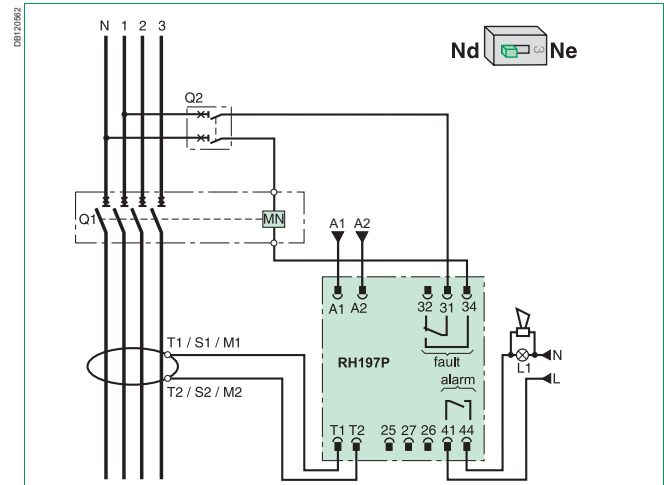 DB120562
N 1 2 3
Nd 3 Ne
Q2
Q1
MN
A1 A2
A1 A2
32 31 34
RH197P
fault
alarm
T1 T2 25 27 26 41 44
T1 / S1 / M1
T2 / S2 / M2
N
L1
L